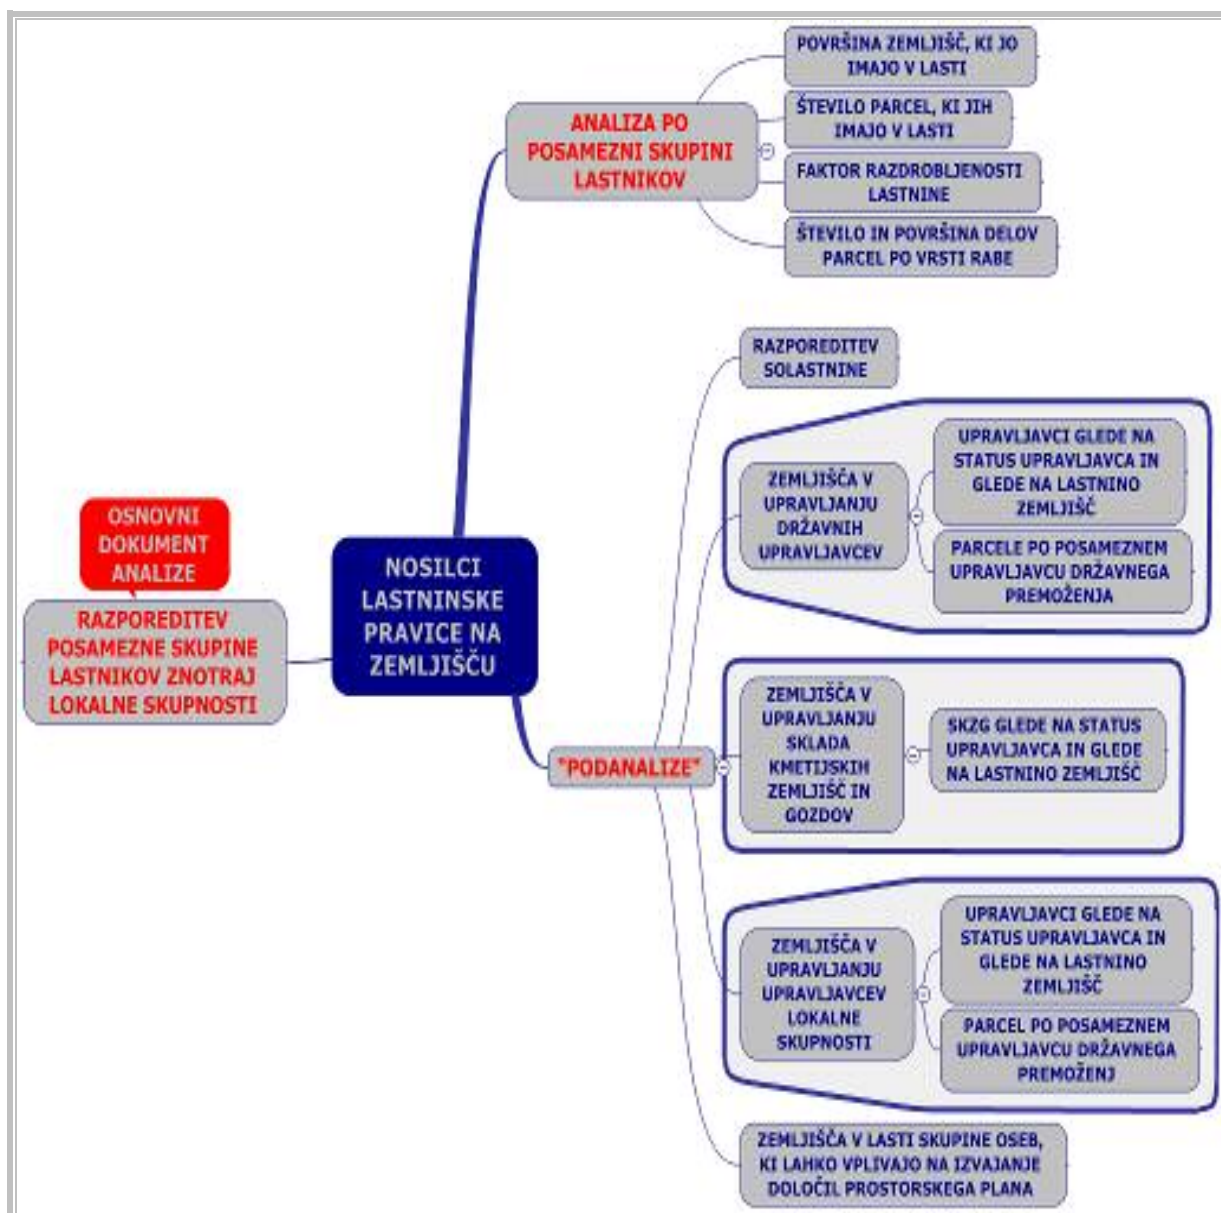 POVRŠINA ZEMLJIŠČ, KI JO
IMAJO V LASTI
ANALIZA PO
POSAMEZNI SKUPINI
LASTNIKOV
ŠTEVILO PARCEL, KI JIH
IMAJO V LASTI
FAKTOR RAZDROBLJENOSTI
LASTNINE
ŠTEVILO IN POVRŠINA DELOV
PARCEL PO VRSTI RABE
OSNOVNI
DOKUMENT
ANALIZE
RAZPOREDITEV
POSAMEZNE SKUPINE
LASTNIKOV ZNOTRAJ
LOKALNE SKUPNOSTI
NOSILCI
LASTNINSKE
PRAVICE NA
ZEMLJIŠČU
"PODANALIZE"
RAZPOREDITEV
SOLASTNINE
ZEMLJIŠČA V
UPRAVLJANJU
DRŽAVNIH
UPRAVLJAVCEV
UPRAVLJAVCI GLEDE NA
STATUS UPRAVLJAVCA IN
GLEDE NA LASTNINO
ZEMLJIŠČ
PARCELE PO POSAMEZNEM
UPRAVLJAVCU DRŽAVNEGA
PREMOŽENJA
ZEMLJIŠČA V
UPRAVLJANJU
SKLADA
KMETIJSKIH
ZEMLJIŠČ IN
GOZDOV
SKZG GLEDE NA STATUS
UPRAVLJAVCA IN GLEDE
NA LASTNINO ZEMLJIŠČ
ZEMLJIŠČA V
UPRAVLJANJU
UPRAVLJAVCEV
LOKALNE
SKUPNOSTI
UPRAVLJAVCI GLEDE NA
STATUS UPRAVLJAVCA IN
GLEDE NA LASTNINO
ZEMLJIŠČ
PARCEL PO POSAMEZNEM
UPRAVLJAVCU DRŽAVNEGA
PREMOŽENJ
ZEMLJIŠČA V LASTI SKUPINE OSEB,
KI LAHKO VPLIVAJO NA IZVAJANJE
DOLOČIL PROSTORSKEGA PLANA